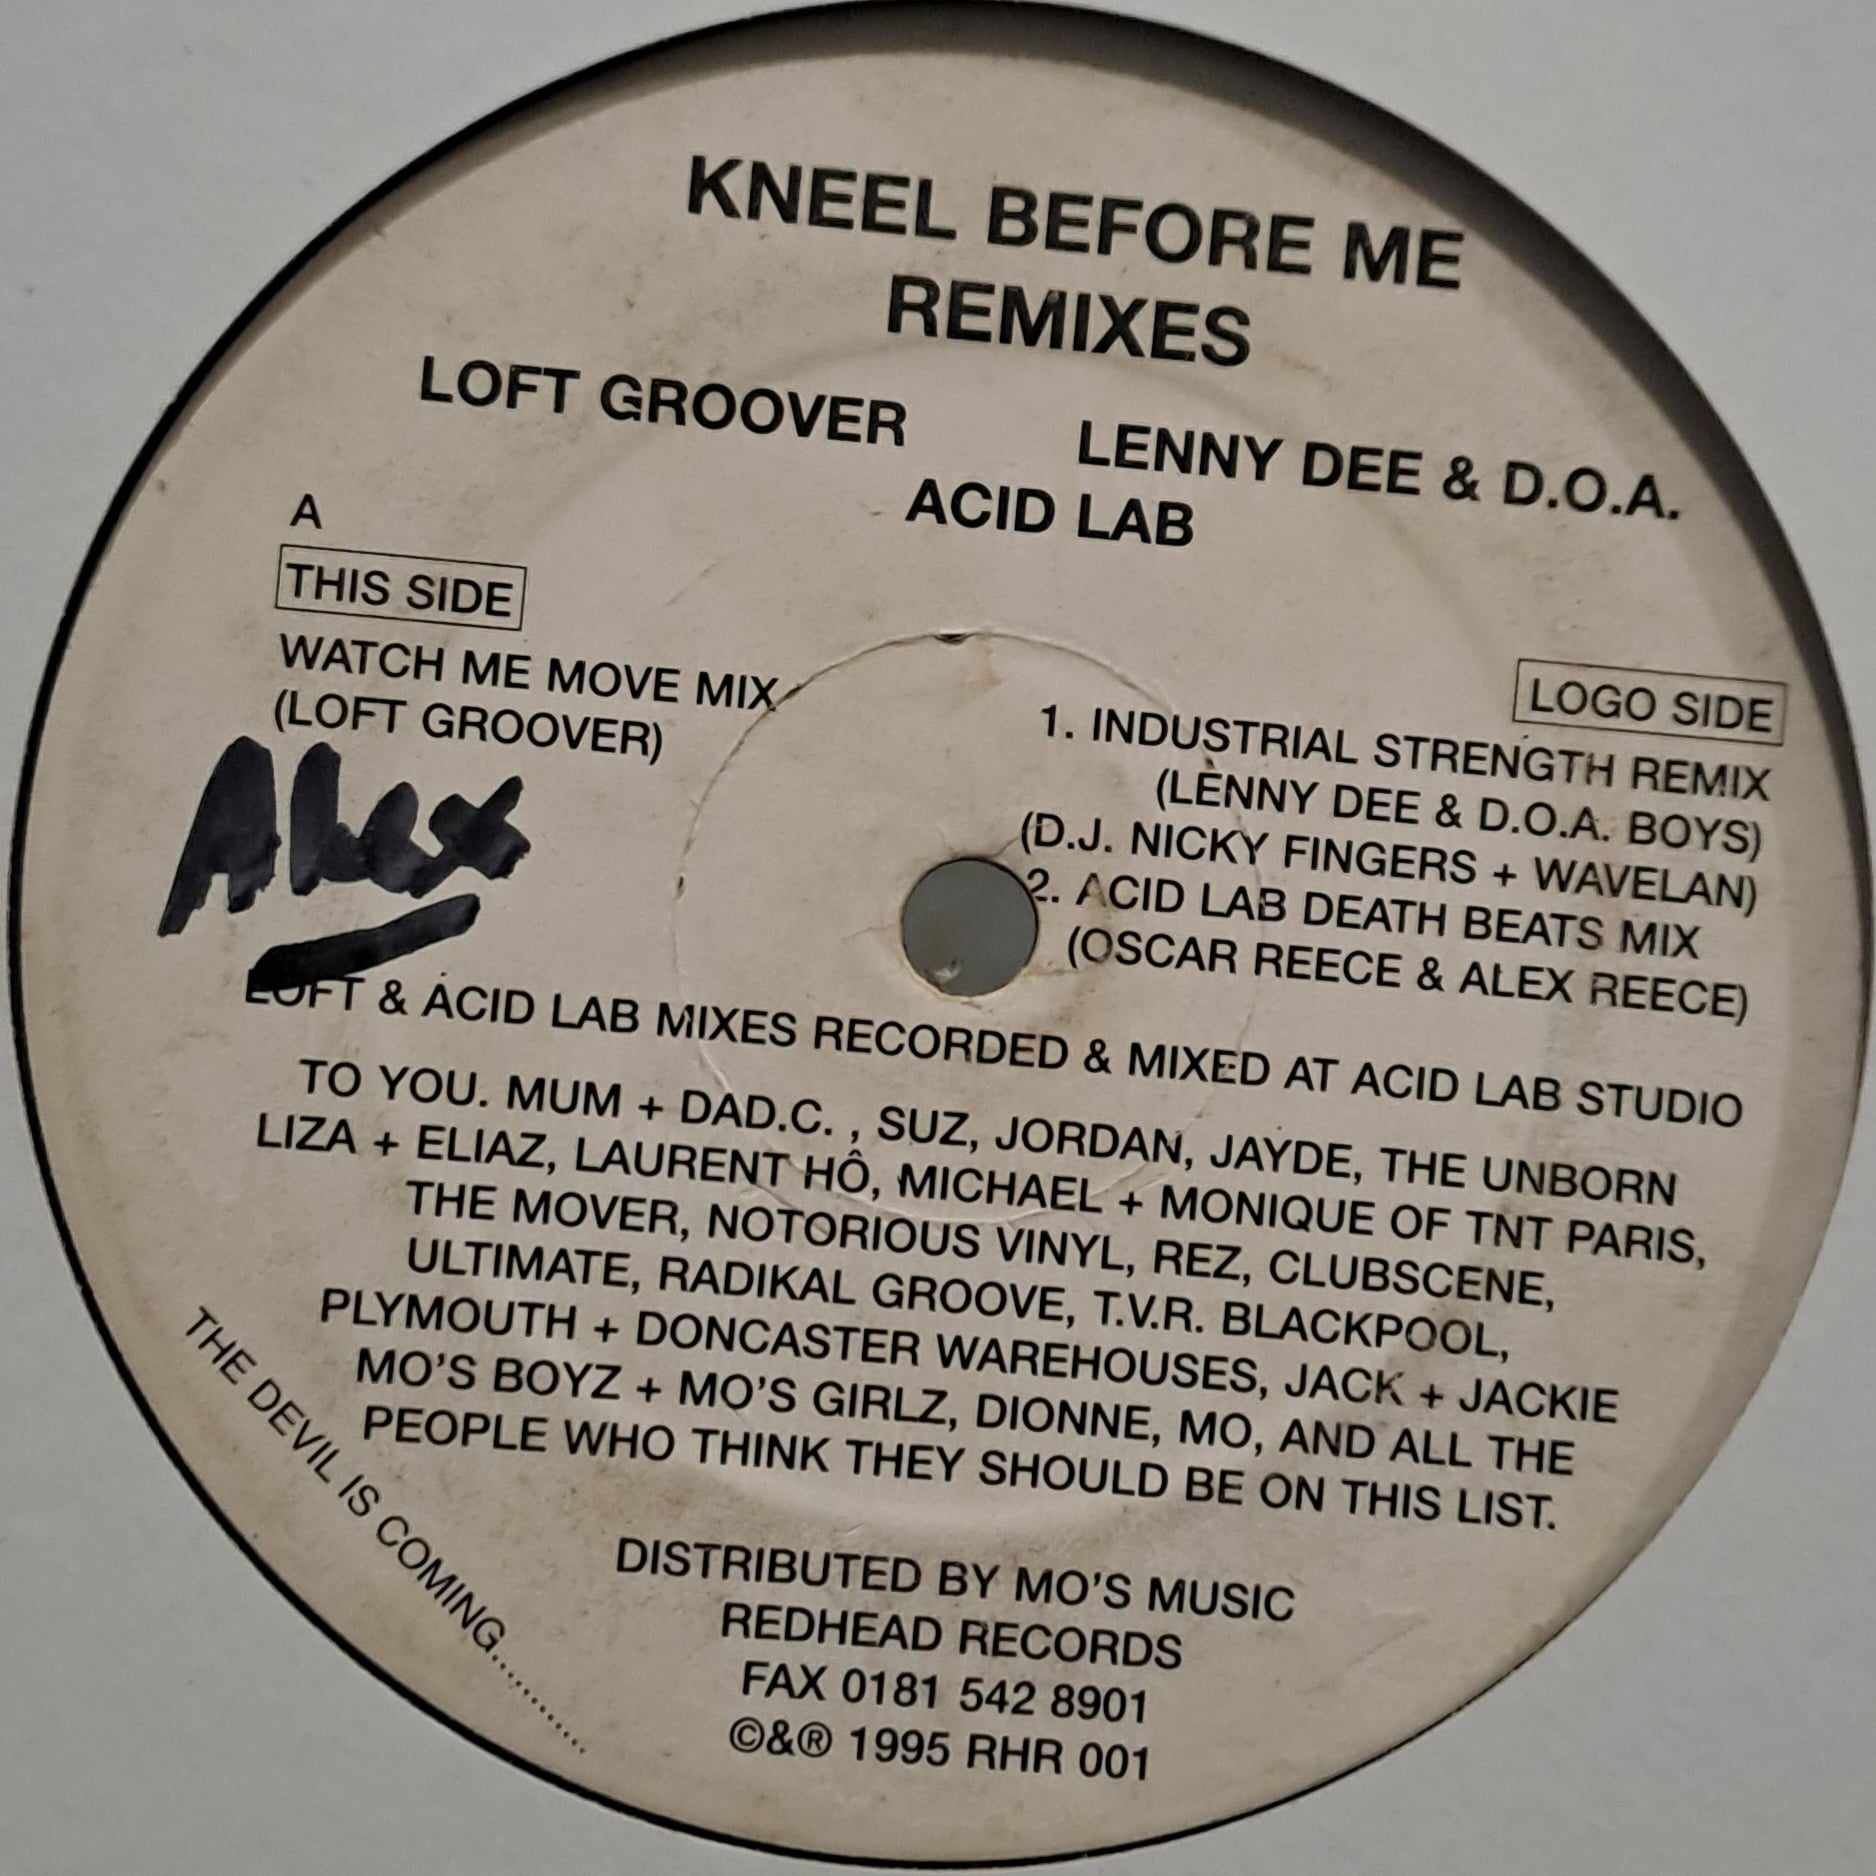 KNEEL BEFORE ME
REMIXES
LOFT GROOVER
LENNY DEE & D.O.A.
ACID LAB
A
THIS SIDE
WATCH ME MOVE MIX
(LOFT GROOVER)
Alex
LOGO SIDE
1. INDUSTRIAL STRENGTH REMIX
(LENNY DEE & D.O.A. BOYS)
(D.J. NICKY FINGERS + WAVELAN)
2. ACID LAB DEATH BEATS MIX
(OSCAR REECE & ALEX REECE)
LOFT & ACID LAB MIXES RECORDED & MIXED AT ACID LAB STUDIO
TO YOU. MUM + DAD.C. , SUZ, JORDAN, JAYDE, THE UNBORN
LIZA + ELIAZ, LAURENT HÔ, MICHAEL + MONIQUE OF TNT PARIS,
THE MOVER, NOTORIOUS VINYL, REZ, CLUBSCENE,
ULTIMATE, RADIKAL GROOVE, T.V.R. BLACKPOOL,
PLYMOUTH + DONCASTER WAREHOUSES, JACK + JACKIE
MO'S BOYZ + MO'S GIRLZ, DIONNE, MO, AND ALL THE
PEOPLE WHO THINK THEY SHOULD BE ON THIS LIST.
THE DEVIL IS COMING...........
DISTRIBUTED BY MO'S MUSIC
REDHEAD RECORDS
FAX 0181 542 8901
©&® 1995 RHR 001